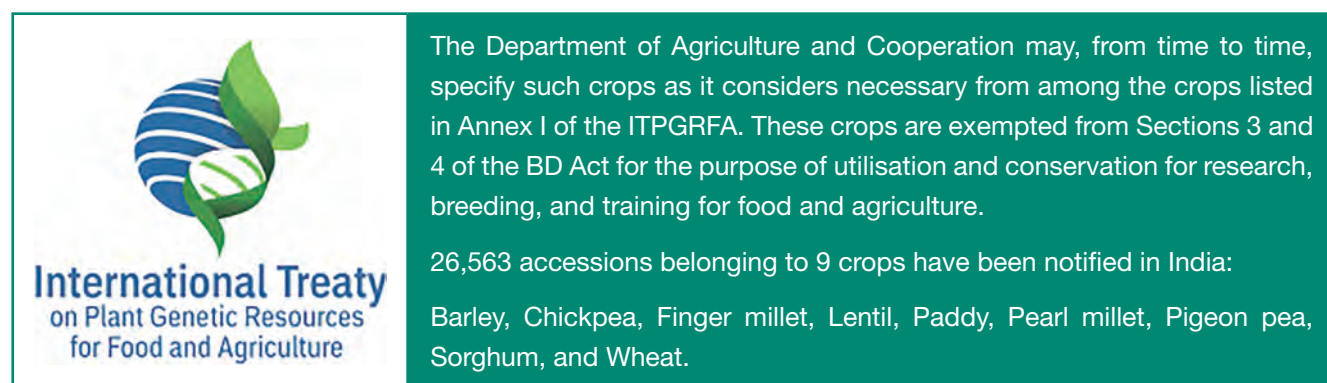 International Treaty
on Plant Genetic Resources
for Food and Agriculture
The Department of Agriculture and Cooperation may, from time to time,
specify such crops as it considers necessary from among the crops listed
in Annex I of the ITPGRFA. These crops are exempted from Sections 3 and
4 of the BD Act for the purpose of utilisation and conservation for research,
breeding, and training for food and agriculture.
26,563 accessions belonging to 9 crops have been notified in India:
Barley, Chickpea, Finger millet, Lentil, Paddy, Pearl millet, Pigeon pea,
Sorghum, and Wheat.